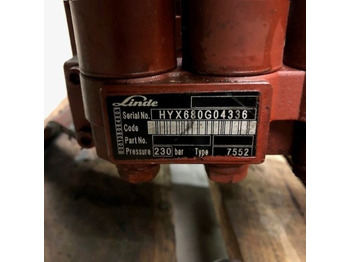 Linde
Serial No. HYX680G04336
Code
Part No.
Pressure 230 bar Type 7552